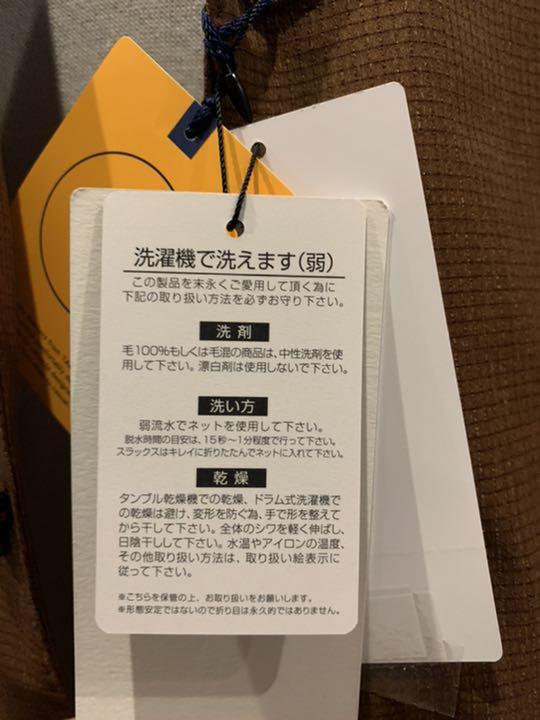 洗濯機で洗えます(弱)
この製品を末永くご愛用して頂く為に
下記の取り扱い方法を必ずお守り下さい。
洗剤
毛100%もしくは毛混の商品は、中性洗剤を使
用して下さい。漂白剤は使用しないで下さい。
洗い方
弱流水でネットを使用して下さい。
脱水時間の目安は、15秒〜1分程度で行って下さい。
スラックスはキレイに折りたたんでネットに入れて下さい。
乾燥
タンブル乾燥機での乾燥、ドラム式洗濯機で
の乾燥は避け、変形を防ぐ為、手で形を整えて
から干して下さい。全体のシワを軽く伸ばし、
日陰干しして下さい。水温やアイロンの温度、
その他取り扱い方法は、取り扱い絵表示に
従って下さい。
※こちらを保管の上、お取り扱いをお願いします。
※形態安定ではないので折り目は永久的ではありません。